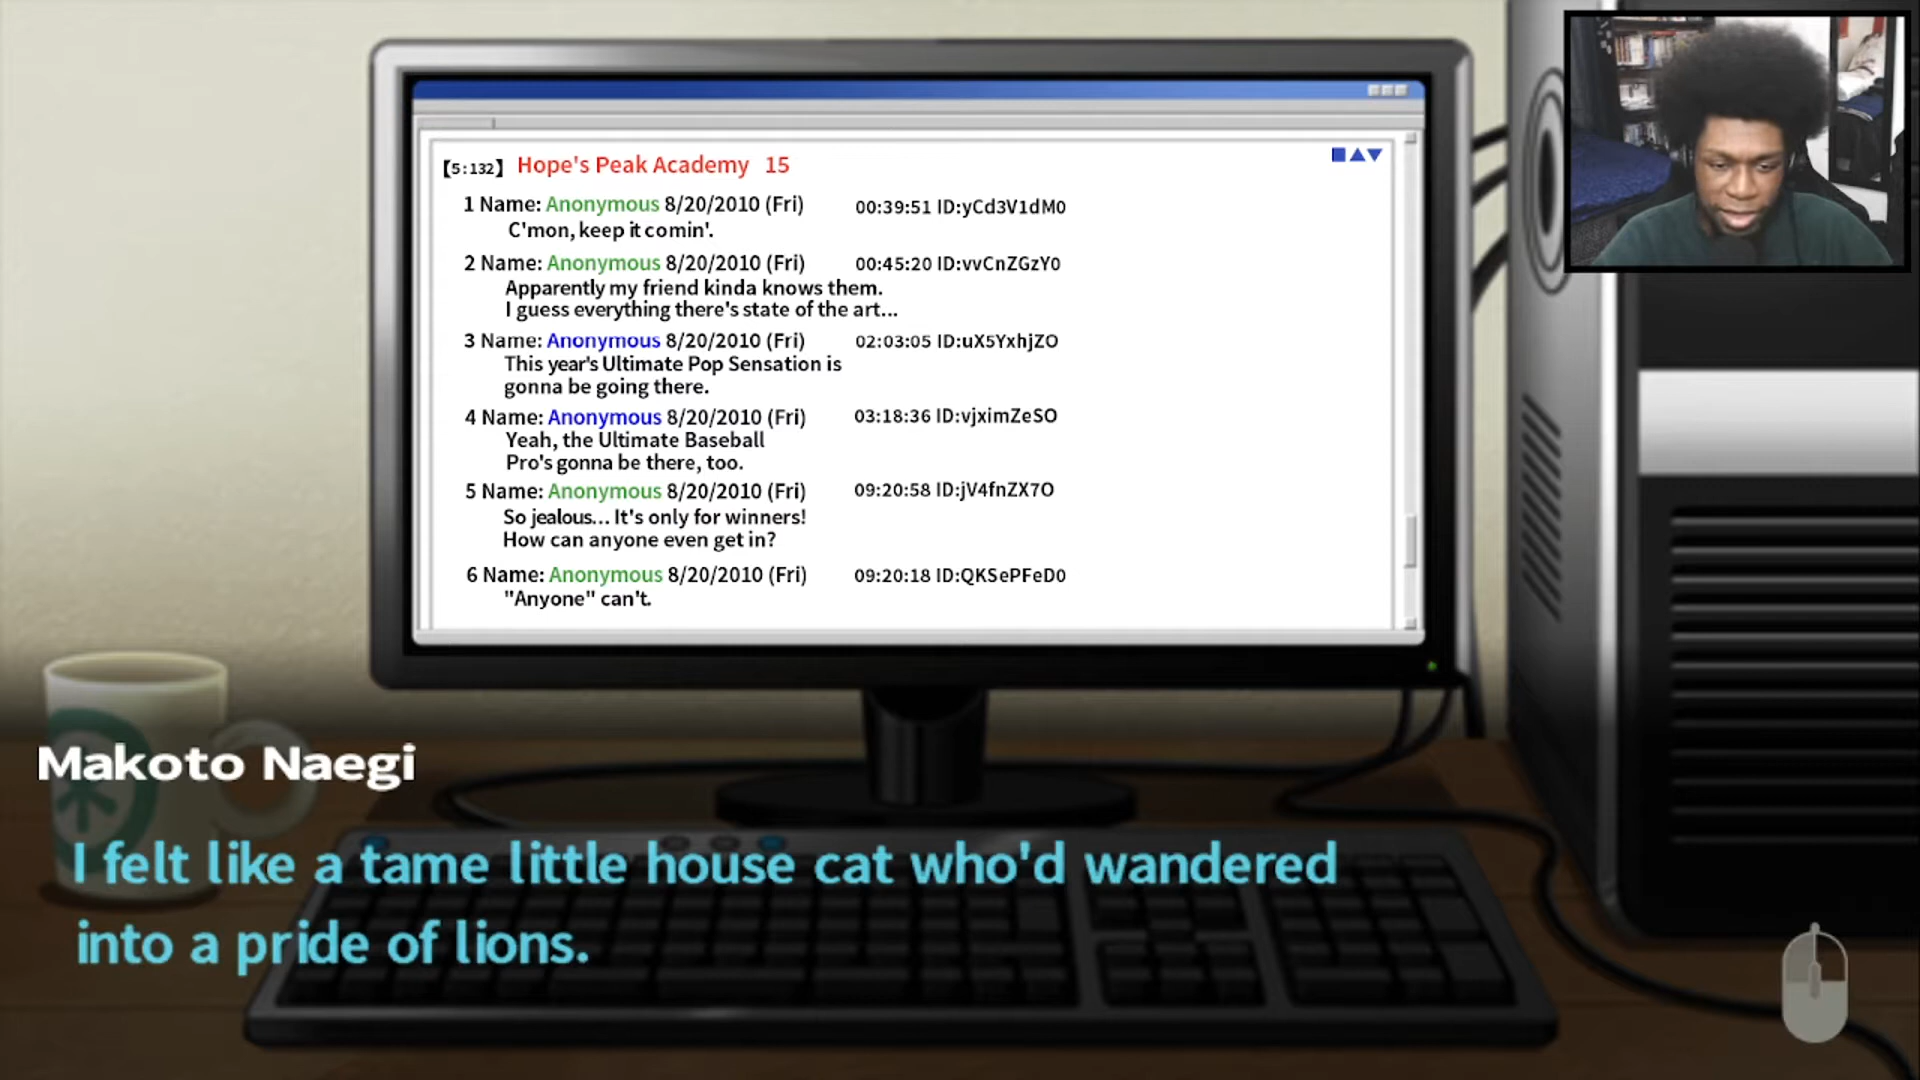 【5:132】 Hope's Peak Academy 15
1 Name: Anonymous 8/20/2010 (Fri) 00:39:51 ID:yCd3V1dM0
C'mon, keep it comin'.
2 Name: Anonymous 8/20/2010 (Fri) 00:45:20 ID:vvCnZGzY0
Apparently my friend kinda knows them.
I guess everything there's state of the art...
3 Name: Anonymous 8/20/2010 (Fri) 02:03:05 ID:uX5YxhjZO
This year's Ultimate Pop Sensation is
gonna be going there.
4 Name: Anonymous 8/20/2010 (Fri) 03:18:36 ID:vjximZeSO
Yeah, the Ultimate Baseball
Pro's gonna be there, too.
5 Name: Anonymous 8/20/2010 (Fri) 09:20:58 ID:jV4fnZX7O
So jealous... It's only for winners!
How can anyone even get in?
6 Name: Anonymous 8/20/2010 (Fri) 09:20:18 ID:QKSePFeD0
"Anyone" can't.
Makoto Naegi
I felt like a tame little house cat who'd wandered
into a pride of lions.